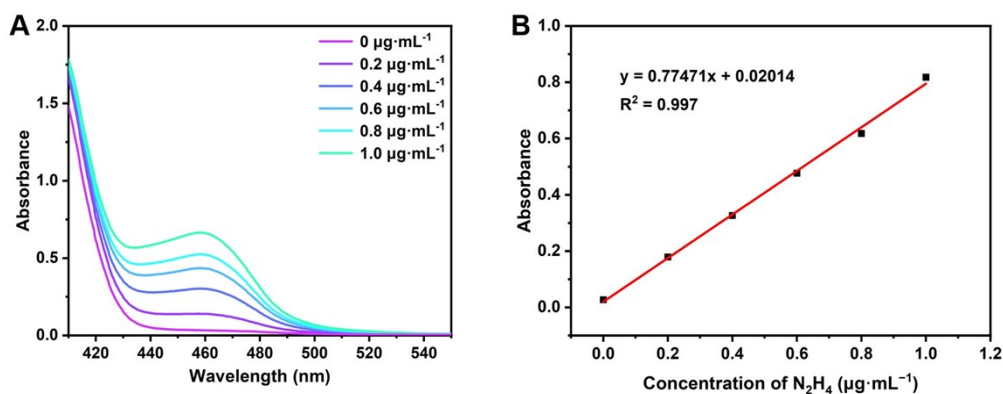 A
2.0
1.5
1.0
0.5
0.0
Absorbance
0 μg·mL⁻¹
0.2 μg·mL⁻¹
0.4 μg·mL⁻¹
0.6 μg·mL⁻¹
0.8 μg·mL⁻¹
1.0 μg·mL⁻¹
420 440 460 480 500 520 540
Wavelength (nm)
B
1.0
0.8
0.6
0.4
0.2
0.0
Absorbance
y = 0.77471x + 0.02014
R² = 0.997
0.0 0.2 0.4 0.6 0.8 1.0 1.2
Concentration of N₂H₄ (μg·mL⁻¹)